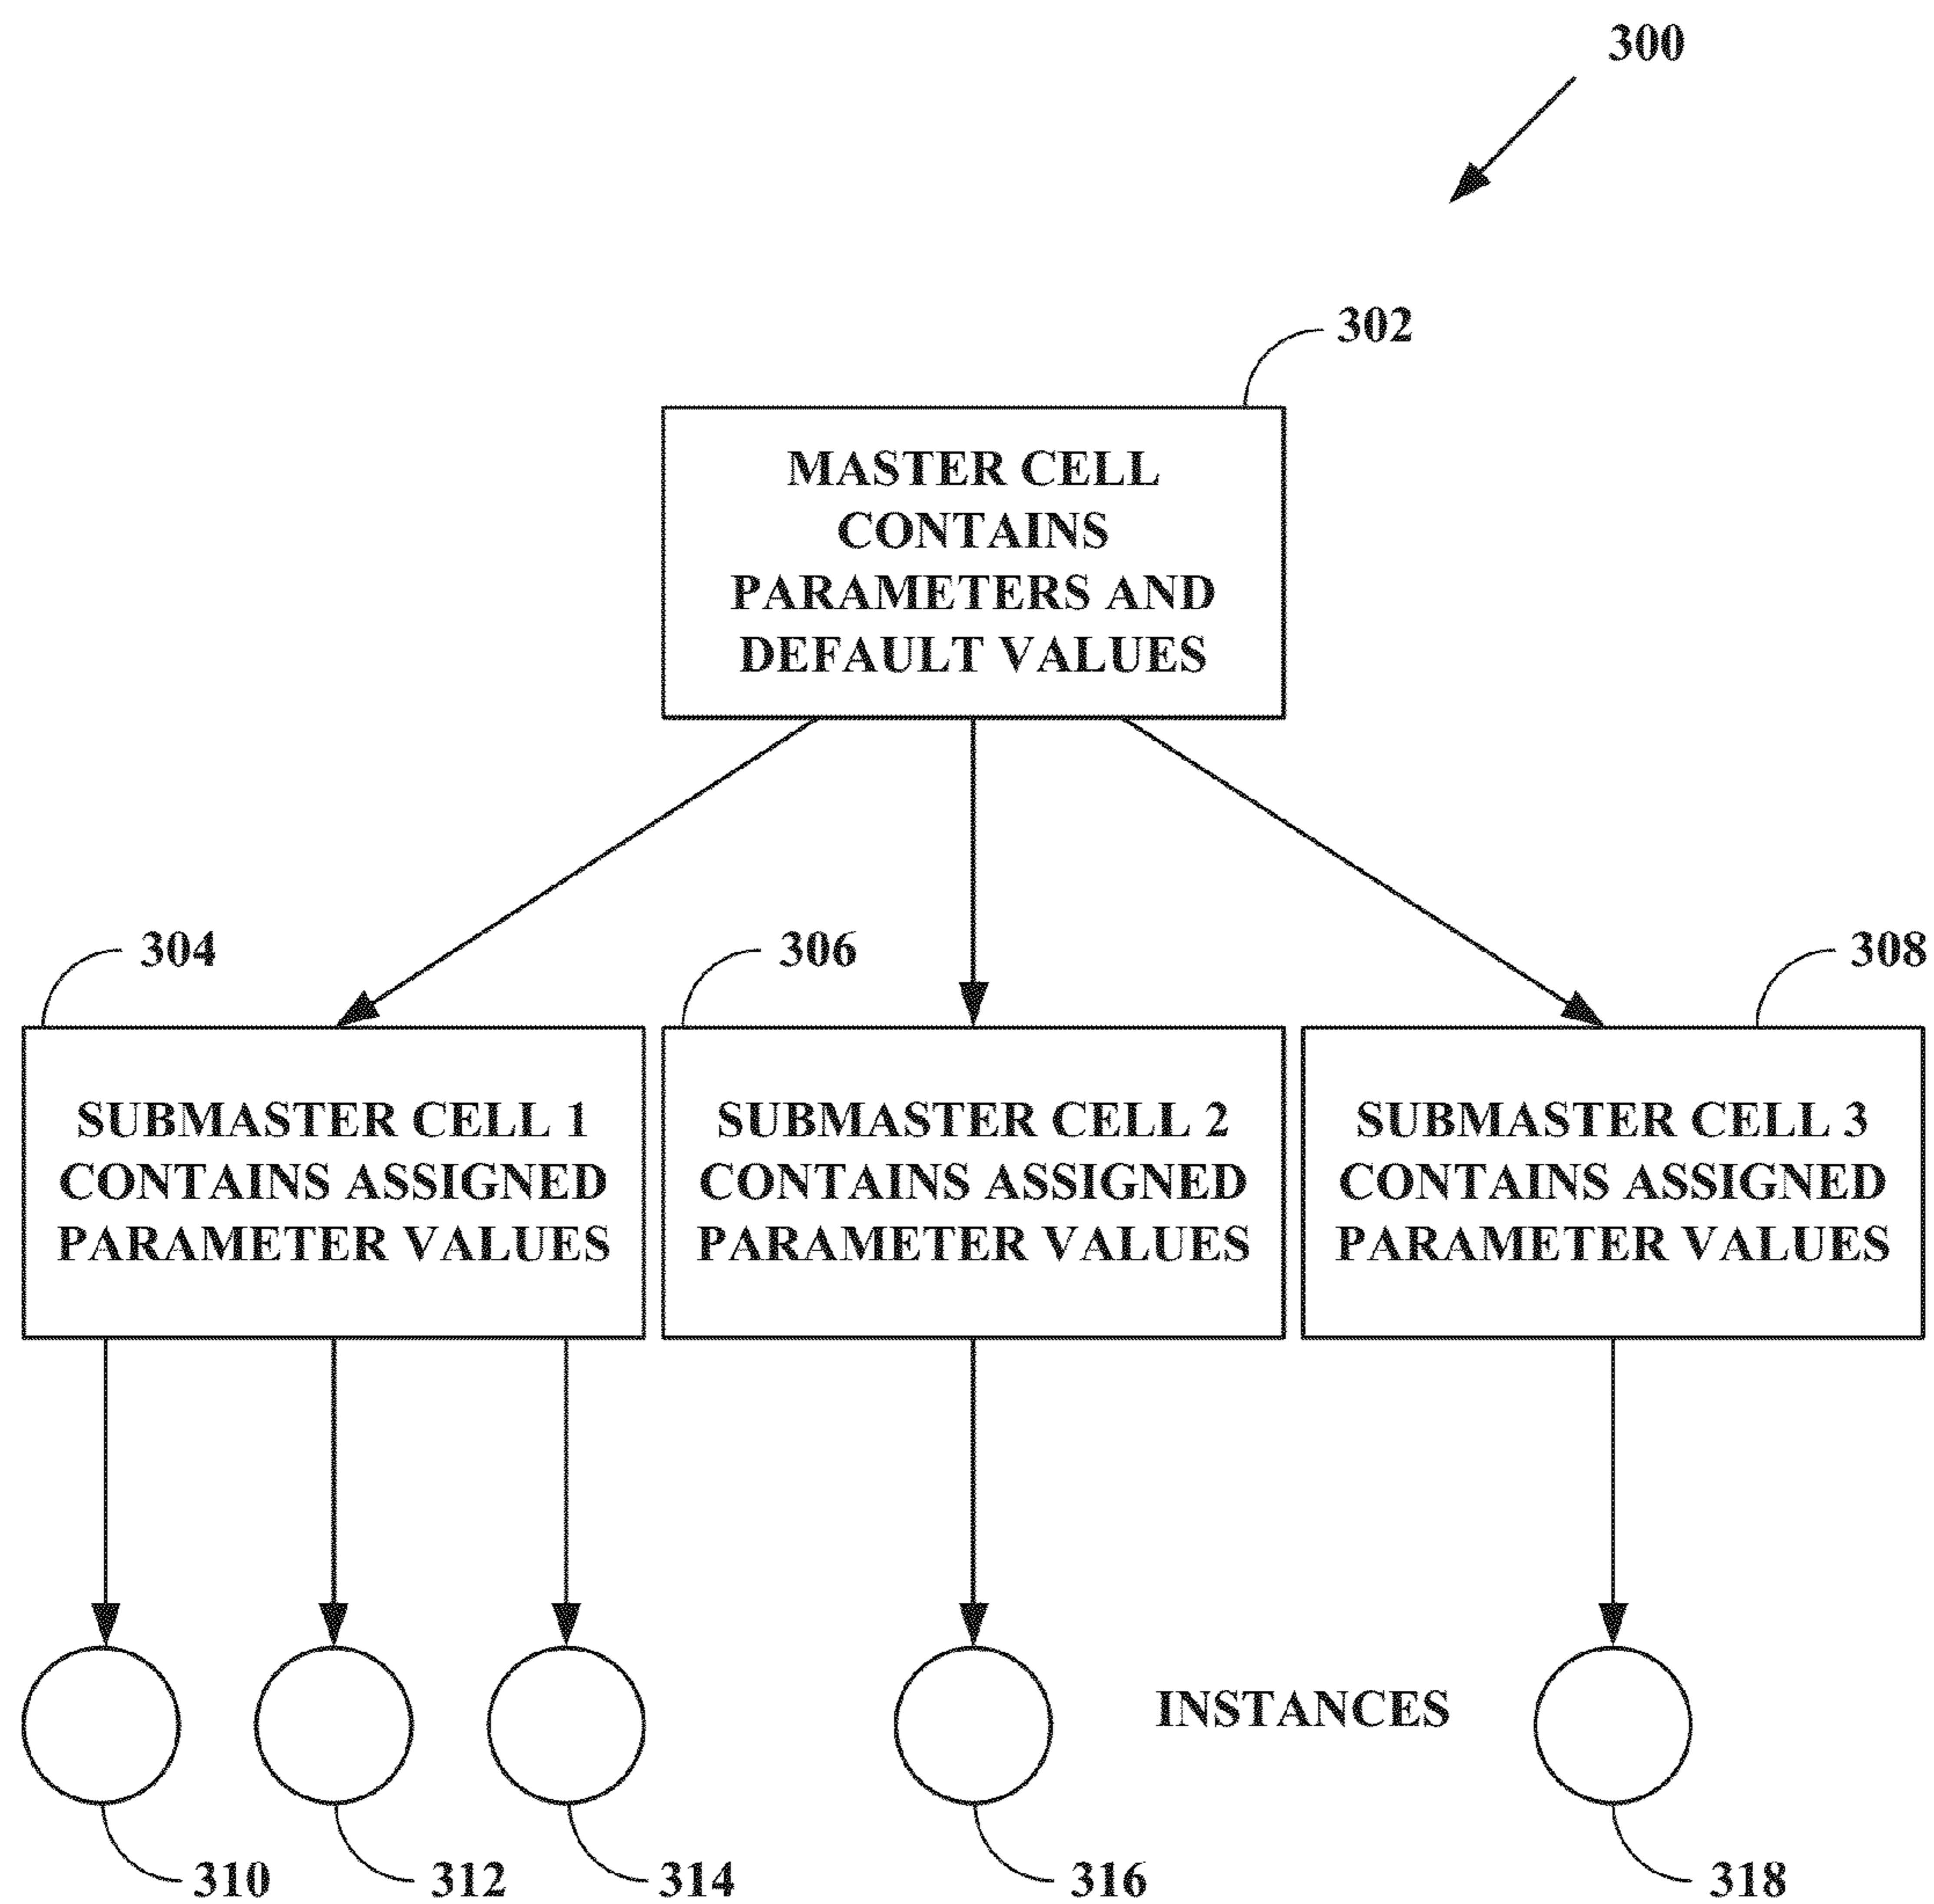 300
302
MASTER CELL
CONTAINS
PARAMETERS AND
DEFAULT VALUES
304
306
308
SUBMASTER CELL 1
CONTAINS ASSIGNED
PARAMETER VALUES
SUBMASTER CELL 2
CONTAINS ASSIGNED
PARAMETER VALUES
SUBMASTER CELL 3
CONTAINS ASSIGNED
PARAMETER VALUES
INSTANCES
310
312
314
316
318